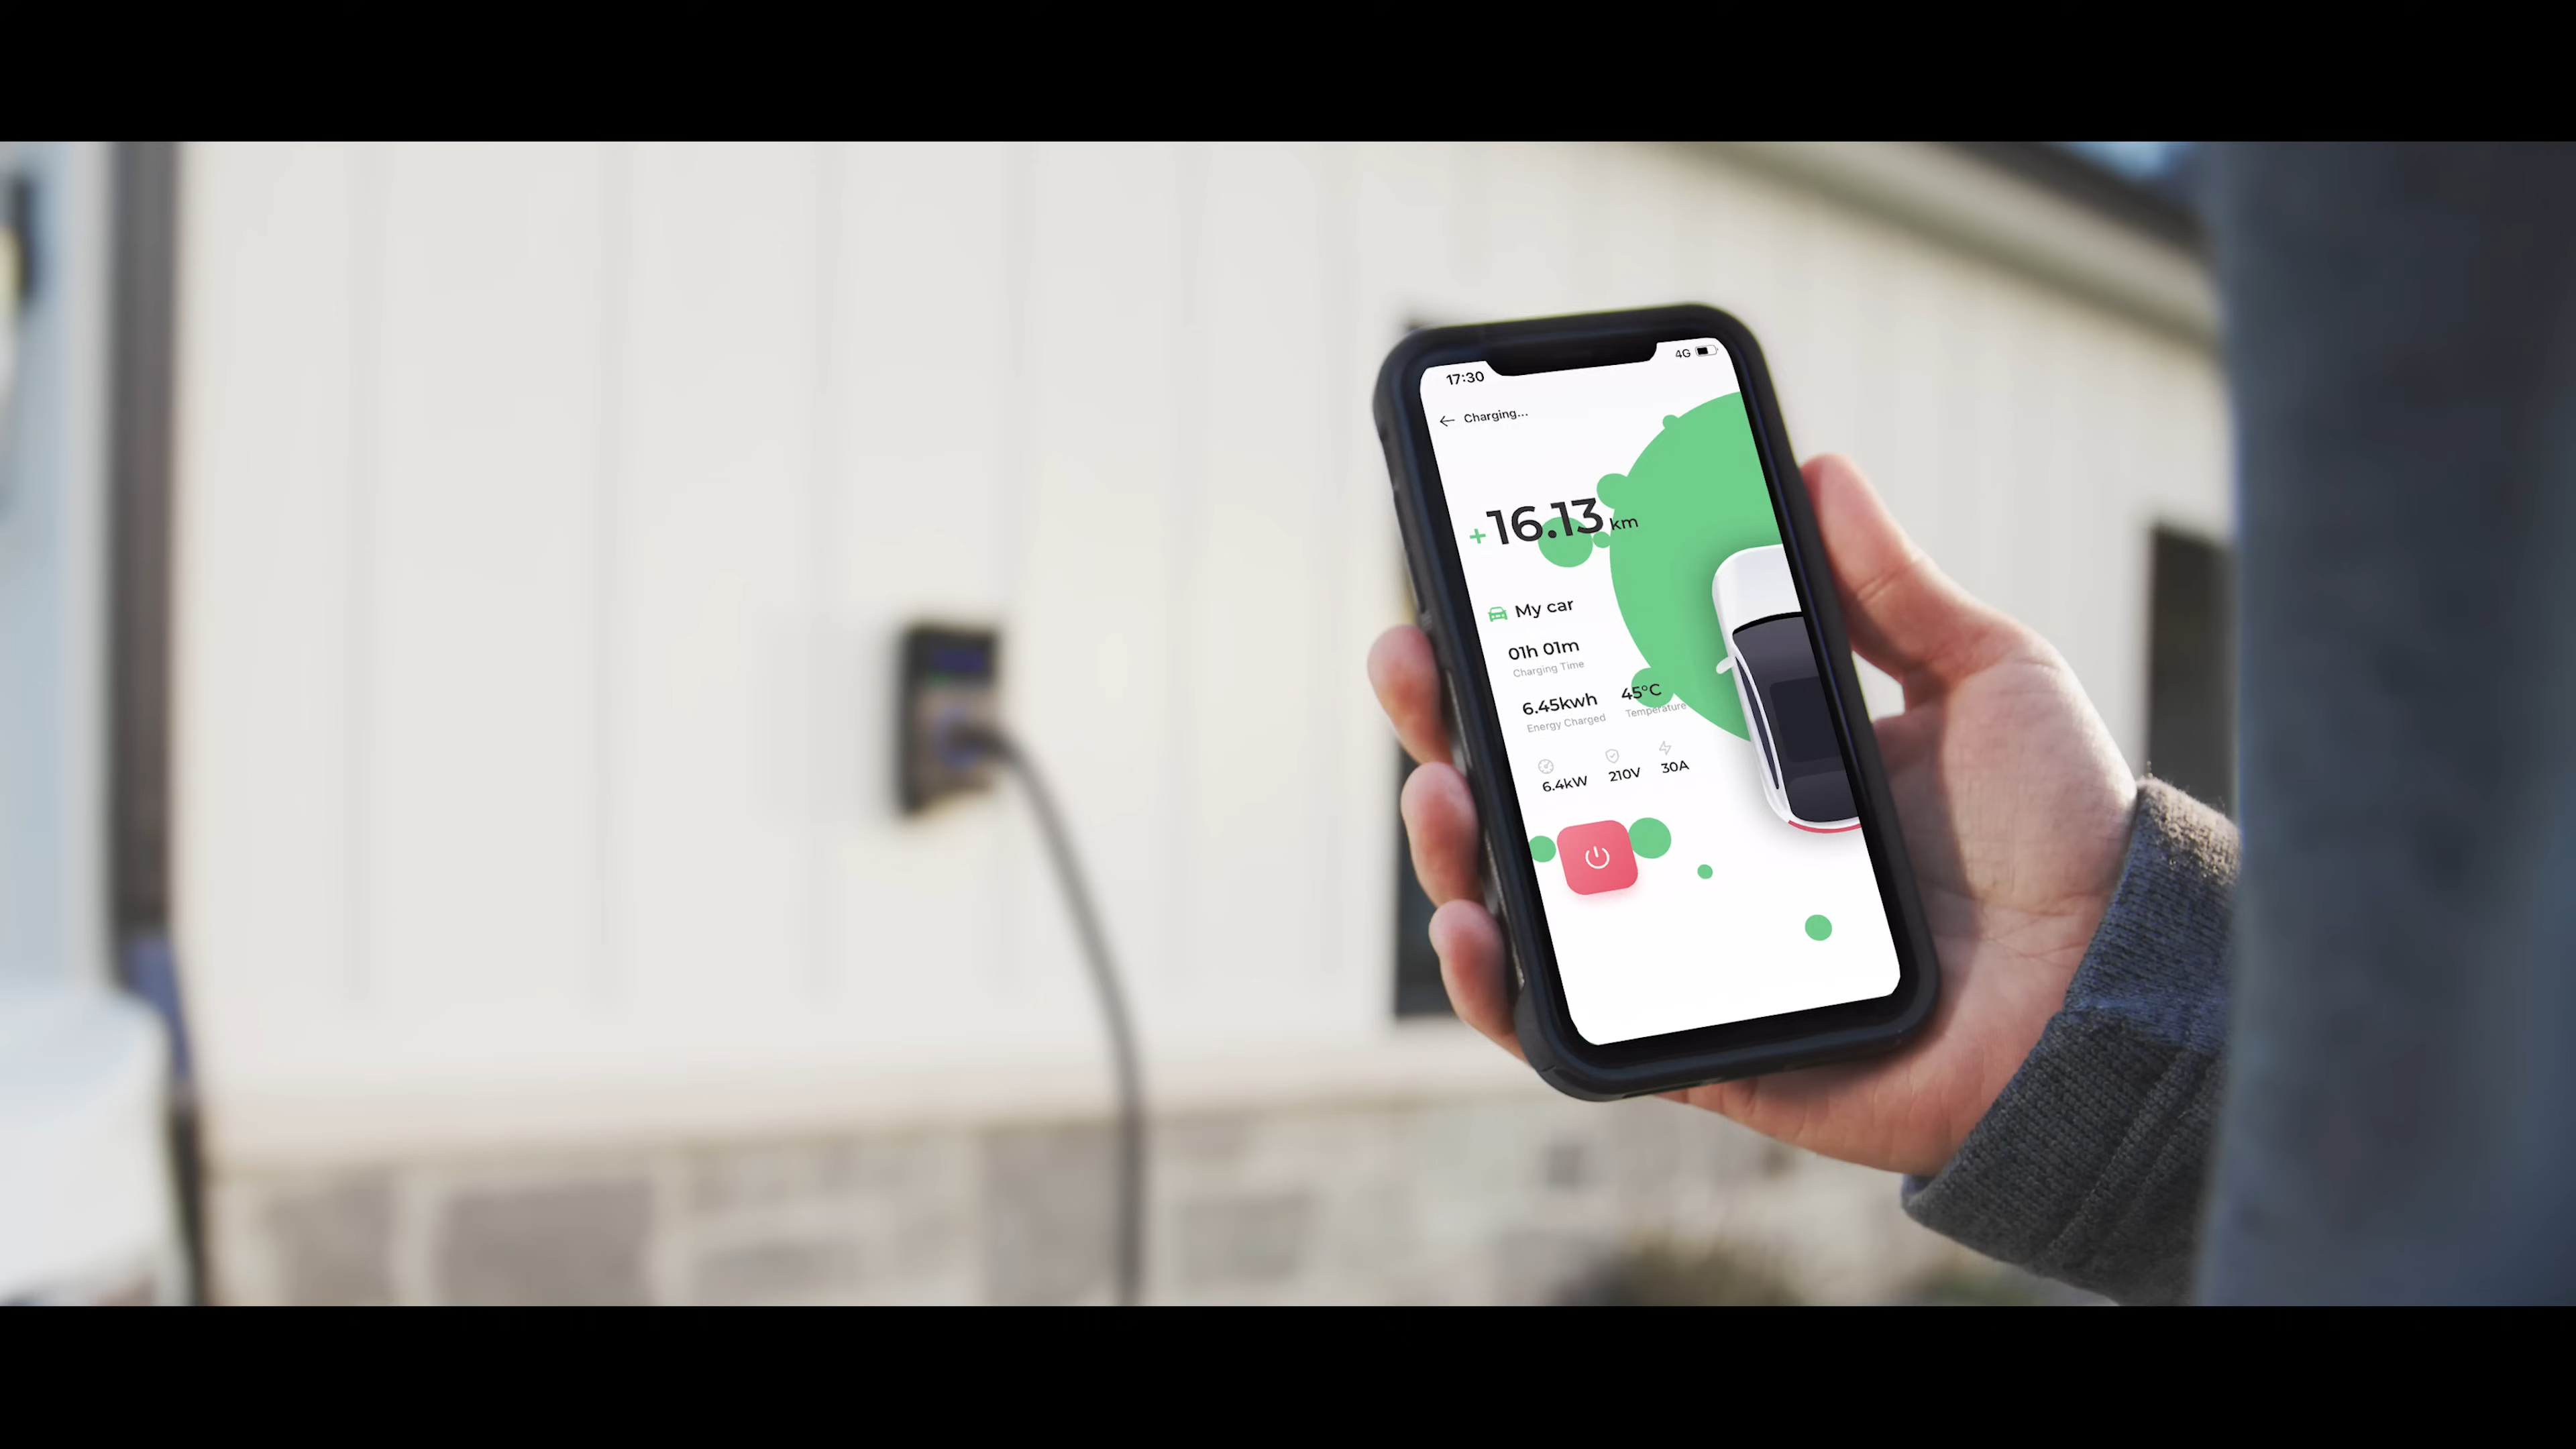 17:30 4G
← Charging...
+16.13 km
My car
01h 01m
Charging Time
6.45kwh 45°C
Energy Charged Temperature
6.4kW 210V 30A